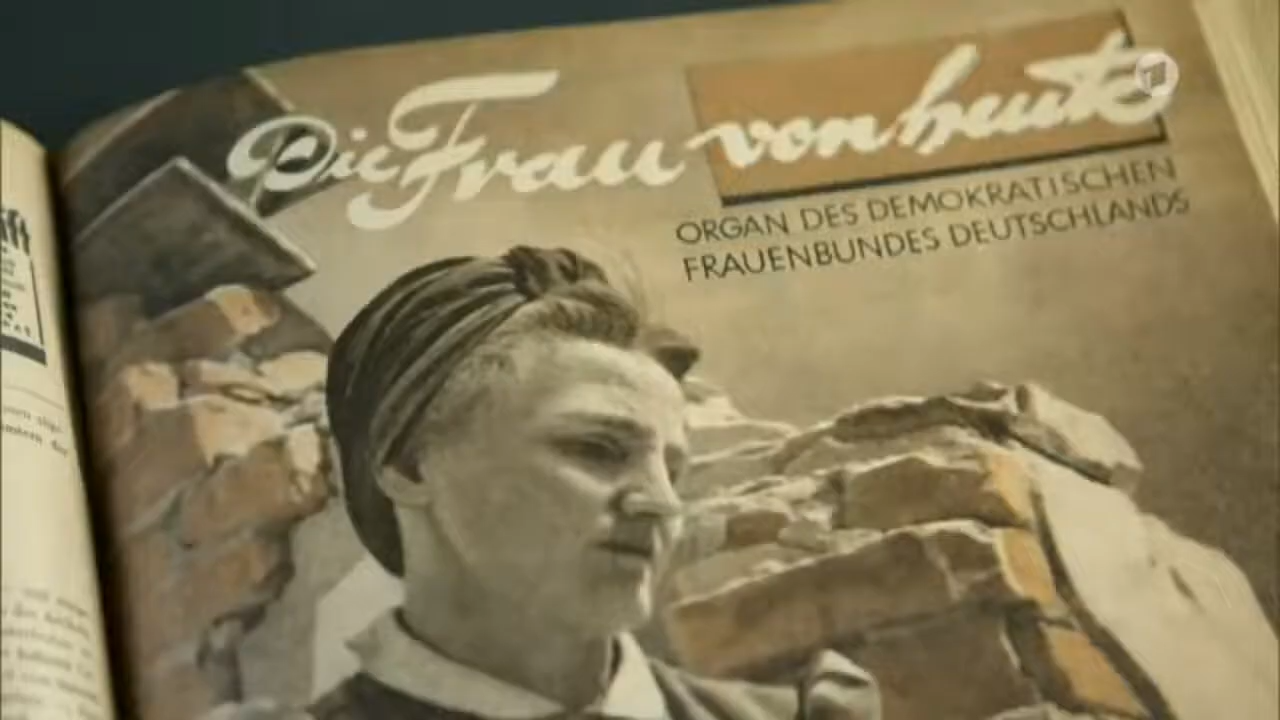 Die Frau von heute
ORGAN DES DEMOKRATISCHEN
FRAUENBUNDES DEUTSCHLANDS